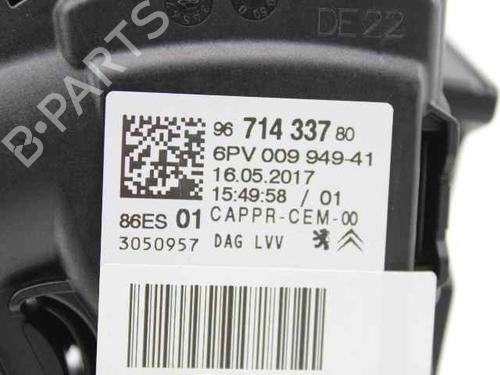 DE22
96 714 337 80
6PV 009 949-41
16.05.2017
15:49:58 / 01
86ES 01 CAPPR-CEM-00
3050957 DAG LVV
B-PARTS